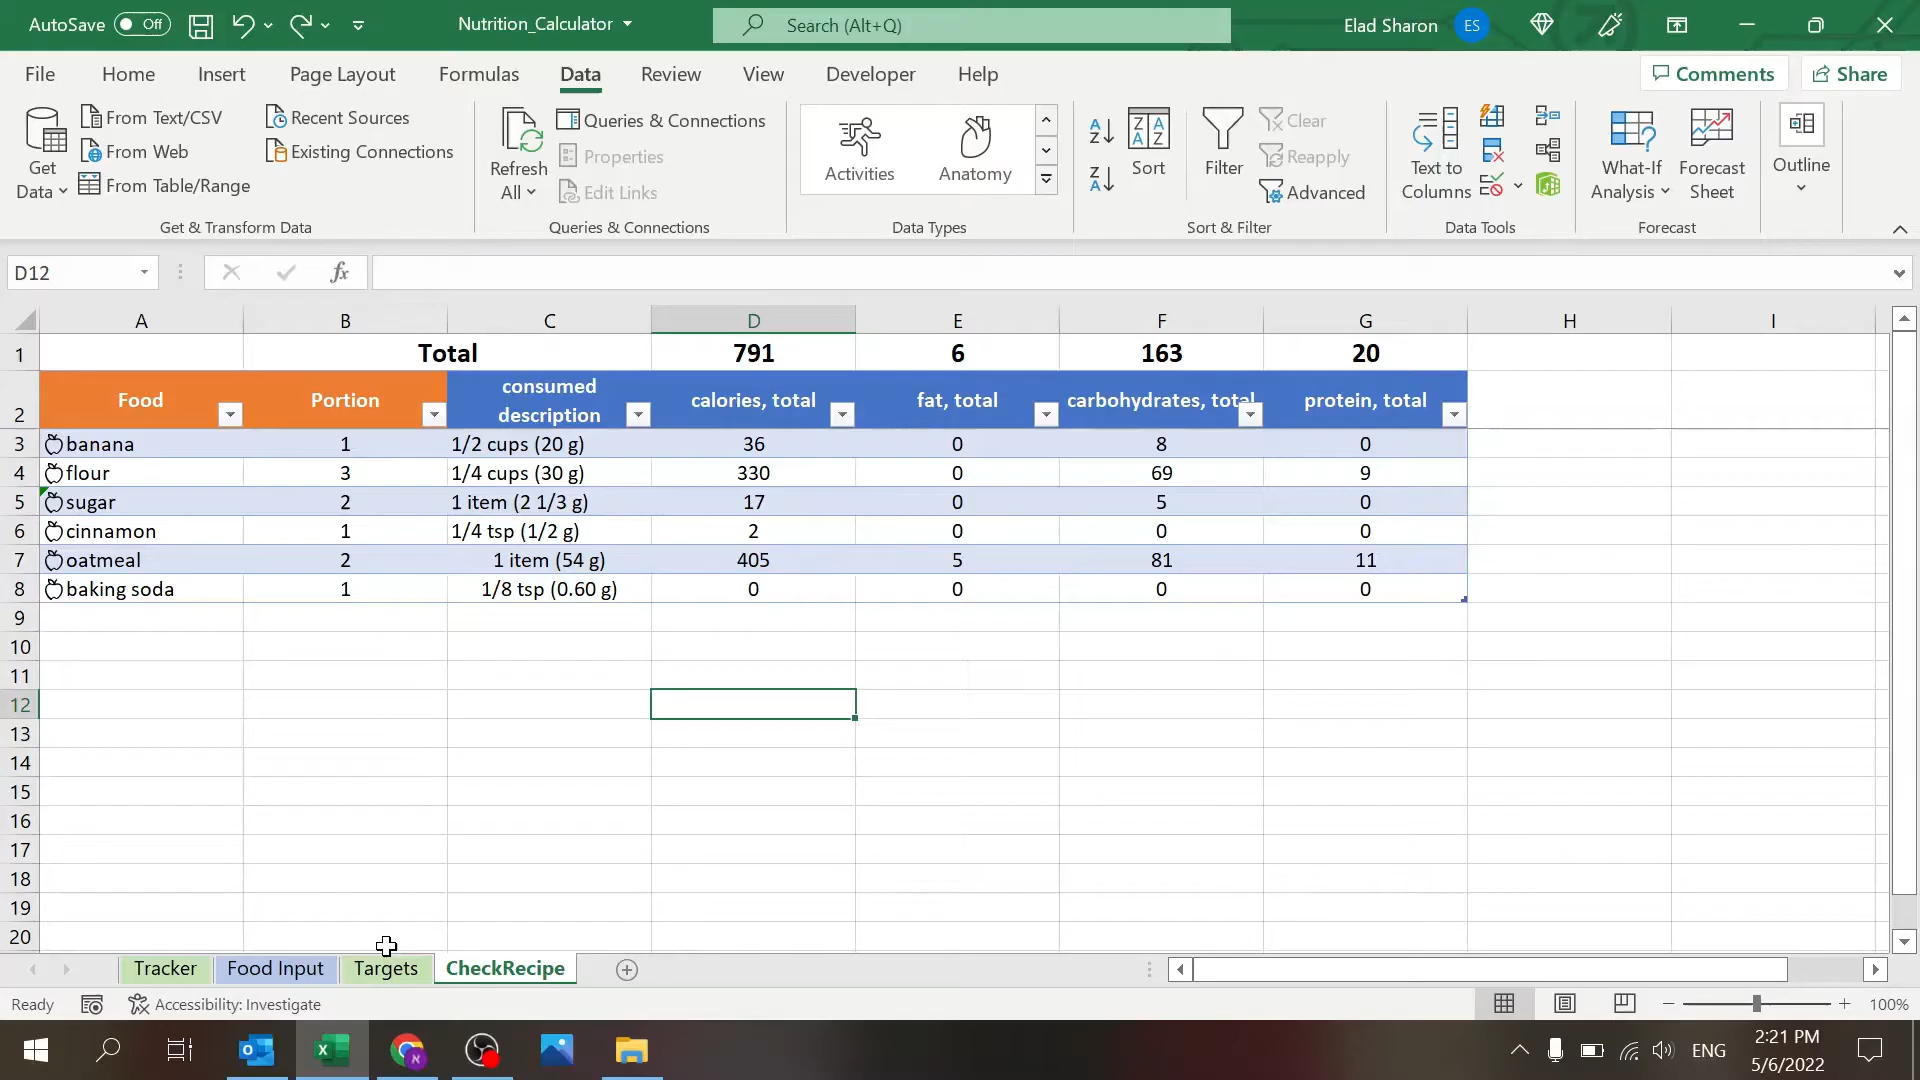 AutoSave Off Nutrition_Calculator Search (Alt+Q) Elad Sharon ES
File Home Insert Page Layout Formulas Data Review View Developer Help Comments Share
Get Data From Text/CSV From Web From Table/Range Recent Sources Existing Connections
Refresh All Queries & Connections Properties Edit Links
Activities Anatomy
A Z Z A Sort Z A A Z Filter Clear Reapply Advanced
Text to Columns What-If Analysis Forecast Sheet Outline
Get & Transform Data Queries & Connections Data Types Sort & Filter Data Tools Forecast
D12 fx
A B C D E F G H I
1 Total 791 6 163 20
2 Food Portion consumed description calories, total fat, total carbohydrates, total protein, total
3 banana 1 1/2 cups (20 g) 36 0 8 0
4 flour 3 1/4 cups (30 g) 330 0 69 9
5 sugar 2 1 item (2 1/3 g) 17 0 5 0
6 cinnamon 1 1/4 tsp (1/2 g) 2 0 0 0
7 oatmeal 2 1 item (54 g) 405 5 81 11
8 baking soda 1 1/8 tsp (0.60 g) 0 0 0 0
9
10
11
12
13
14
15
16
17
18
19
20
Tracker Food Input Targets CheckRecipe
Ready Accessibility: Investigate 100%
ENG 2:21 PM
5/6/2022